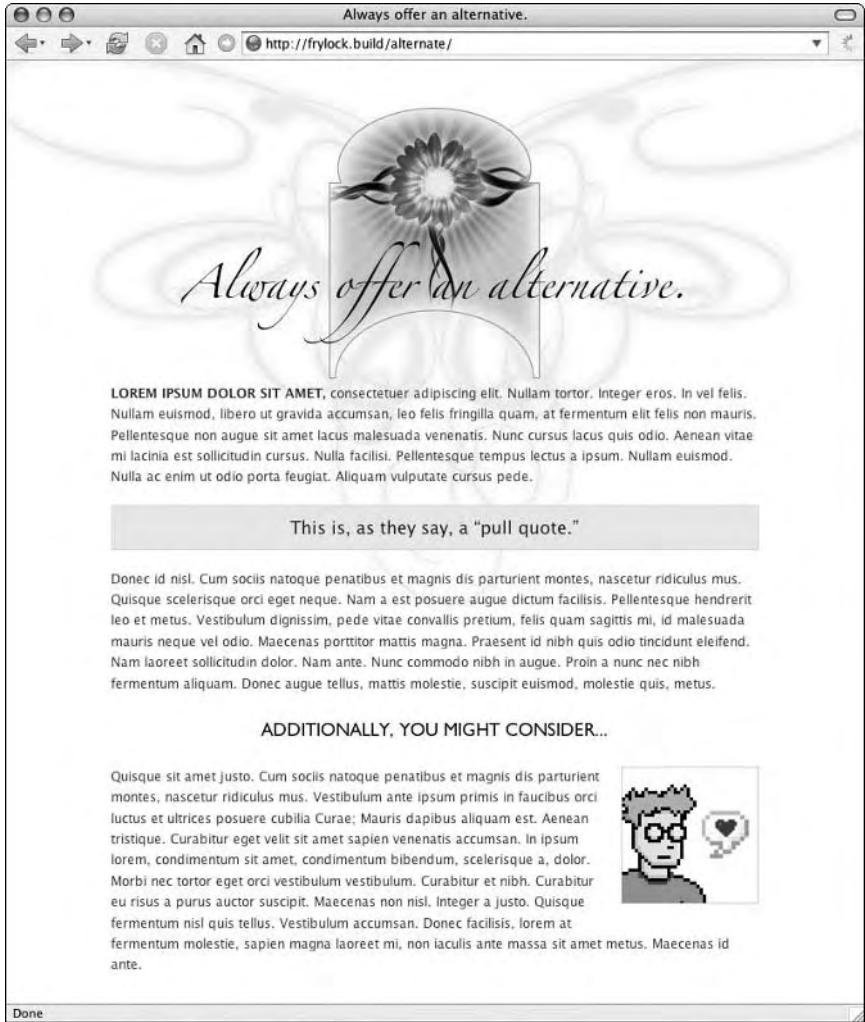 Always offer an alternative.
http://frylock.build/alternate/
Always offer an alternative.
LOREM IPSUM DOLOR SIT AMET, consectetuer adipiscing elit. Nullam tortor. Integer eros. In vel felis.
Nullam euismod, libero ut gravida accumsan, leo felis fringilla quam, at fermentum elit felis non mauris.
Pellentesque non augue sit amet lacus malesuada venenatis. Nunc cursus lacus quis odio. Aenean vitae
mi lacinia est sollicitudin cursus. Nulla facilisi. Pellentesque tempus lectus a ipsum. Nullam euismod.
Nulla ac enim ut odio porta feugiat. Aliquam vulputate cursus pede.
This is, as they say, a “pull quote.”
Donec id nisl. Cum sociis natoque penatibus et magnis dis parturient montes, nascetur ridiculus mus.
Quisque scelerisque orci eget neque. Nam a est posuere augue dictum facilisis. Pellentesque hendrerit
leo et metus. Vestibulum dignissim, pede vitae convallis pretium, felis quam sagittis mi, id malesuada
mauris neque vel odio. Maecenas porttitor mattis magna. Praesent id nibh quis odio tincidunt eleifend.
Nam laoreet sollicitudin dolor. Nam ante. Nunc commodo nibh in augue. Proin a nunc nec nibh
fermentum aliquam. Donec augue tellus, mattis molestie, suscipit euismod, molestie quis, metus.
ADDITIONALLY, YOU MIGHT CONSIDER...
Quisque sit amet justo. Cum sociis natoque penatibus et magnis dis parturient
montes, nascetur ridiculus mus. Vestibulum ante ipsum primis in faucibus orci
luctus et ultrices posuere cubilia Curae; Mauris dapibus aliquam est. Aenean
tristique. Curabitur eget velit sit amet sapien venenatis accumsan. In ipsum
lorem, condimentum sit amet, condimentum bibendum, scelerisque a, dolor.
Morbi nec tortor eget orci vestibulum vestibulum. Curabitur et nibh. Curabitur
eu risus a purus auctor suscipit. Maecenas non nisl. Integer a justo. Quisque
fermentum nisl quis tellus. Vestibulum accumsan. Donec facilisis, lorem at
fermentum molestie, sapien magna laoreet mi, non iaculis ante massa sit amet metus. Maecenas id
ante.
Done